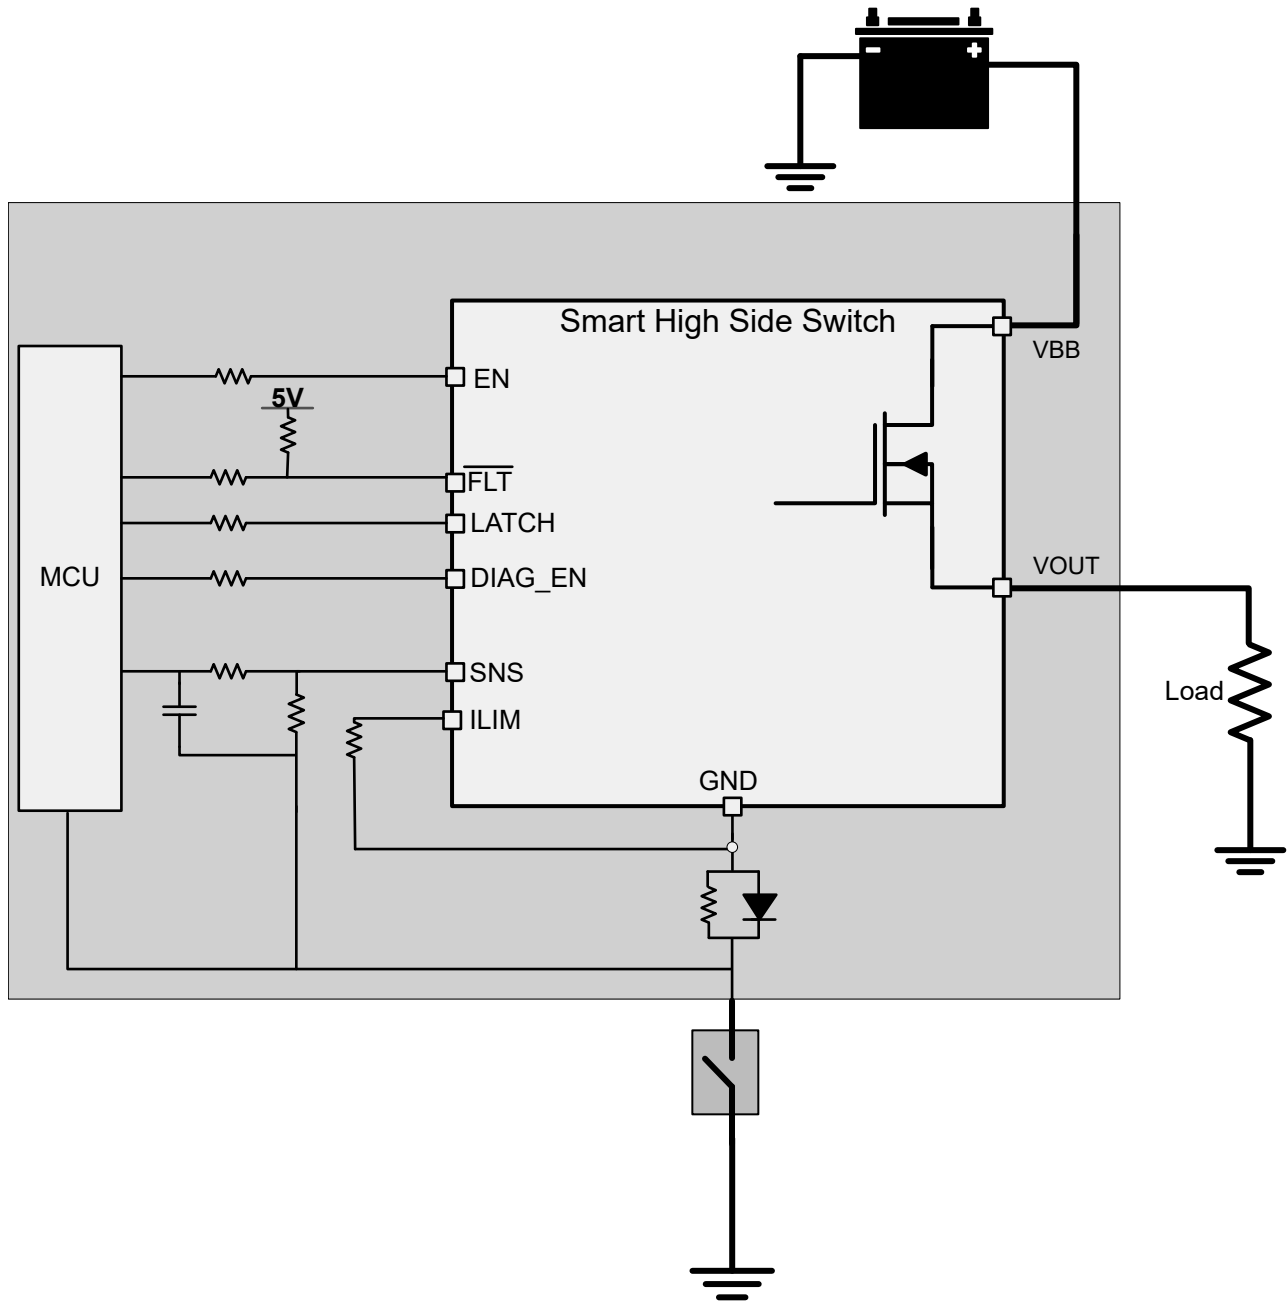 Smart High Side Switch
VBB
EN
5V
FLT
LATCH
MCU
DIAG_EN
VOUT
SNS
Load
ILIM
GND